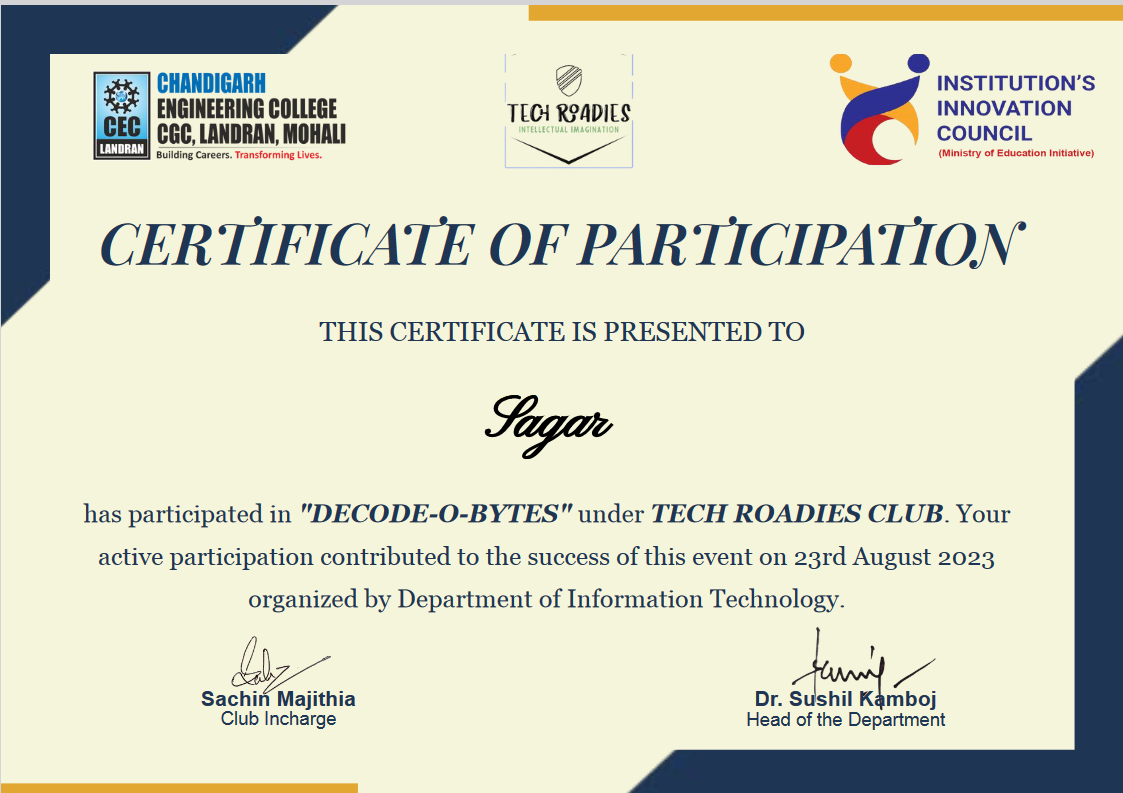 CHANDIGARH
ENGINEERING COLLEGE
CGC, LANDRAN, MOHALI
Building Careers. Transforming Lives.
CEC
LANDRAN
TECH ROADIES
INTELLECTUAL IMAGINATION
INSTITUTION'S
INNOVATION
COUNCIL
(Ministry of Education Initiative)
CERTIFICATE OF PARTICIPATION
THIS CERTIFICATE IS PRESENTED TO
Sagar
has participated in "DECODE-O-BYTES" under TECH ROADIES CLUB. Your
active participation contributed to the success of this event on 23rd August 2023
organized by Department of Information Technology.
Sachin Majithia
Club Incharge
Dr. Sushil Kamboj
Head of the Department